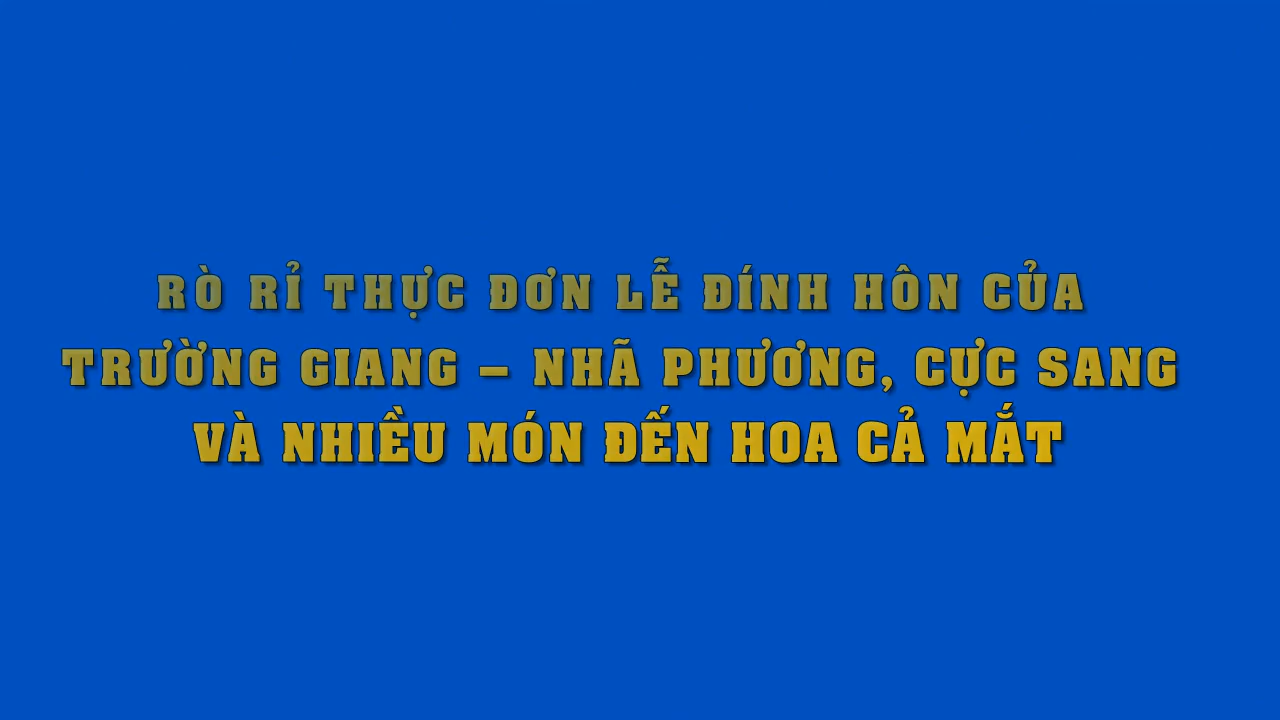 RÒ RỈ THỰC ĐƠN LỄ ĐÍNH HÔN CỦA
TRƯỜNG GIANG – NHÃ PHƯƠNG, CỰC SANG
VÀ NHIỀU MÓN ĐẾN HOA CẢ MẮT